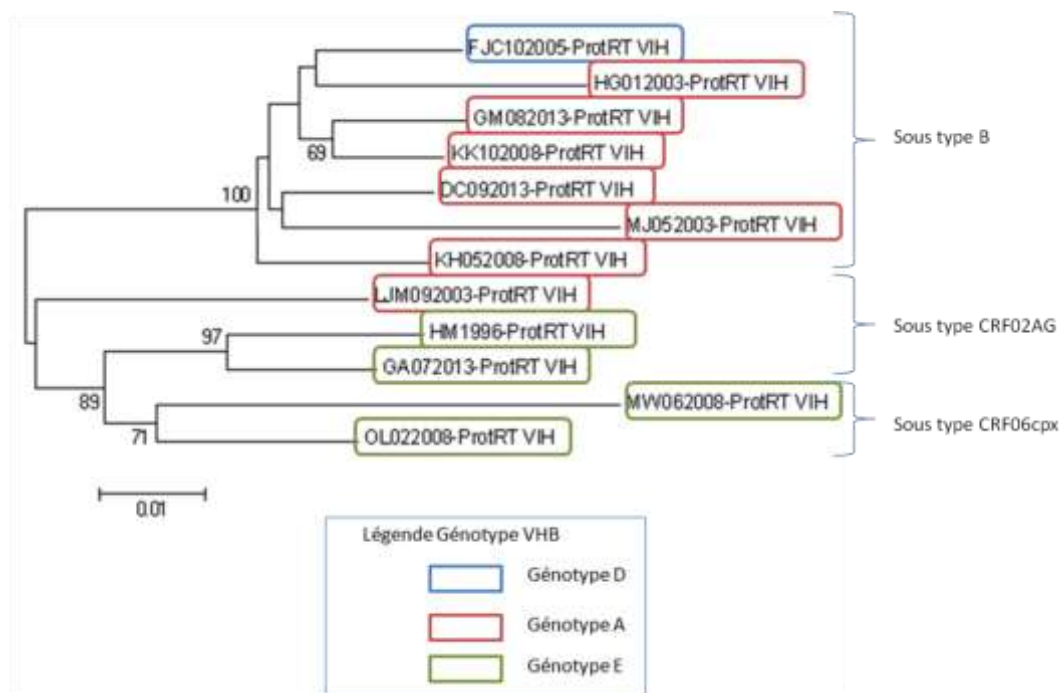 FJC102005-ProtRT VIH
HG012003-ProtRT VIH
GM082013-ProtRT VIH
69
KK102008-ProtRT VIH
Sous type B
100
DC092013-ProtRT VIH
MJ052003-ProtRT VIH
KH052008-ProtRT VIH
LJM092003-ProtRT VIH
97
HM1996-ProtRT VIH
Sous type CRF02AG
GA072013-ProtRT VIH
89
MW062008-ProtRT VIH
Sous type CRF06cpx
71
OL022008-ProtRT VIH
0.01
Légende Génotype VHB
Génotype D
Génotype A
Génotype E